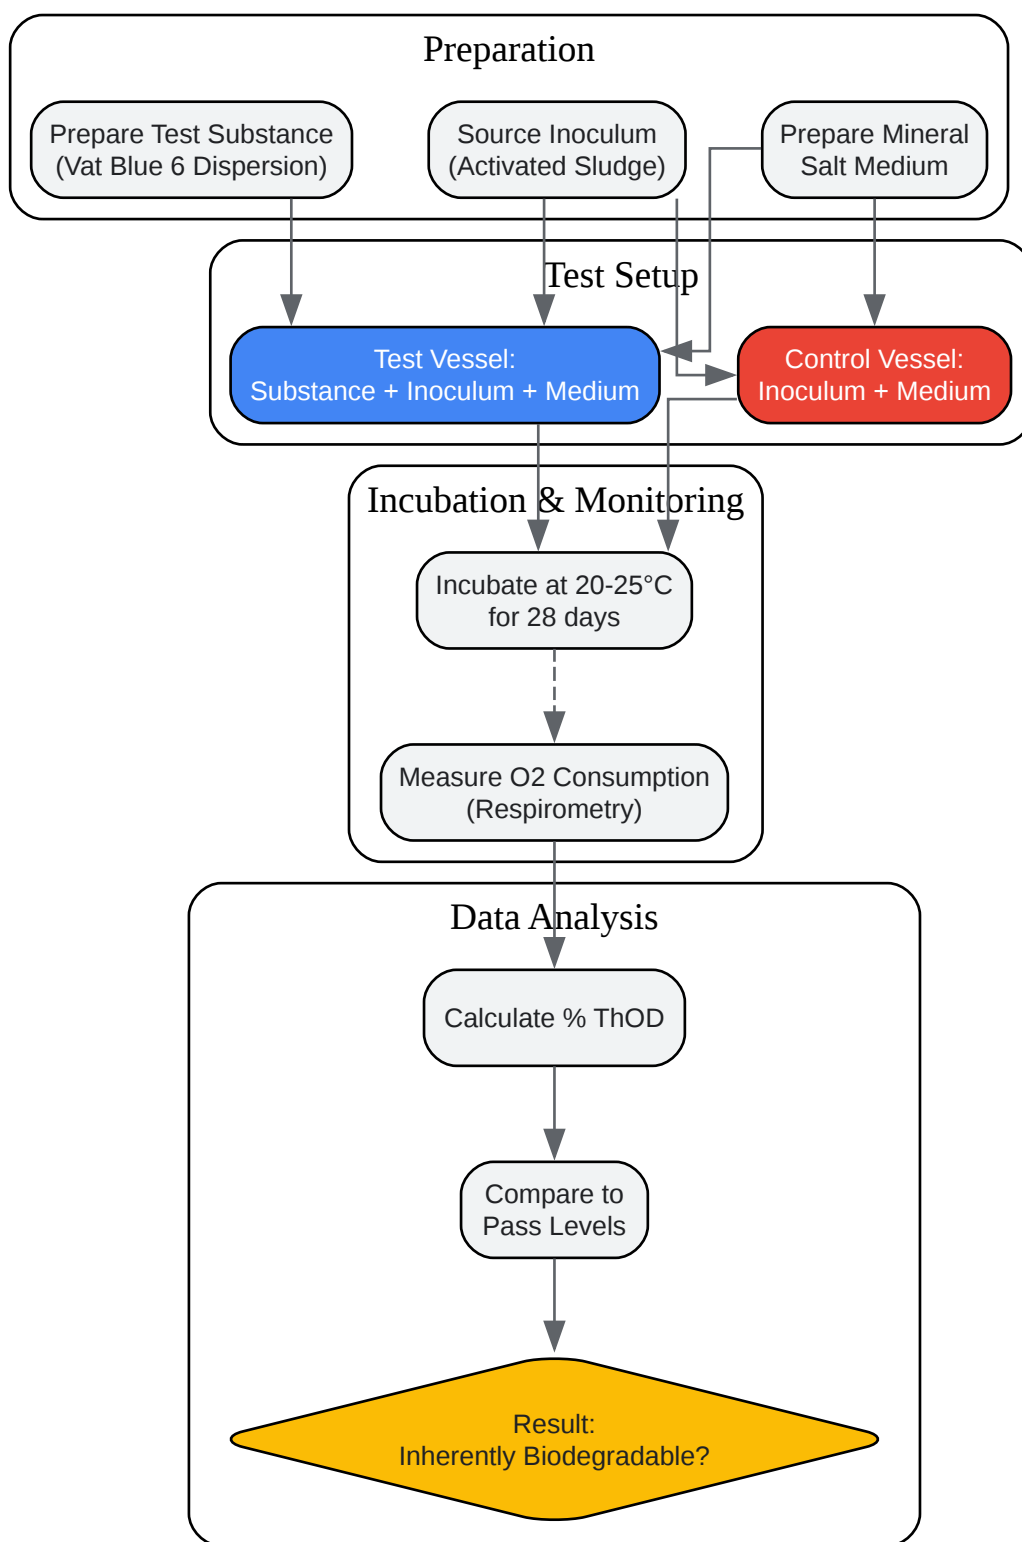 Preparation
Prepare Test Substance
(Vat Blue 6 Dispersion)
Source Inoculum
(Activated Sludge)
Prepare Mineral
Salt Medium
Test Setup
Test Vessel:
Substance + Inoculum + Medium
Control Vessel:
Inoculum + Medium
Incubation & Monitoring
Incubate at 20-25°C
for 28 days
Measure O2 Consumption
(Respirometry)
Data Analysis
Calculate % ThOD
Compare to
Pass Levels
Result:
Inherently Biodegradable?